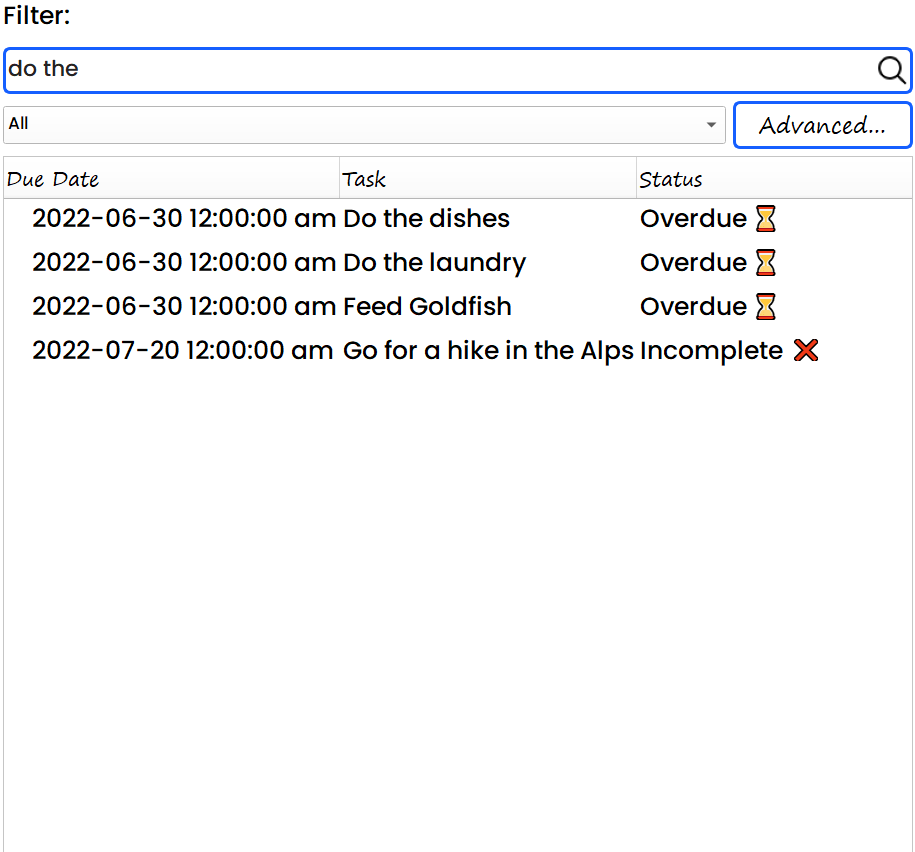 Filter:
do the
All Advanced...
Due Date Task Status
2022-06-30 12:00:00 am Do the dishes Overdue ⌛
2022-06-30 12:00:00 am Do the laundry Overdue ⌛
2022-06-30 12:00:00 am Feed Goldfish Overdue ⌛
2022-07-20 12:00:00 am Go for a hike in the Alps Incomplete ❌